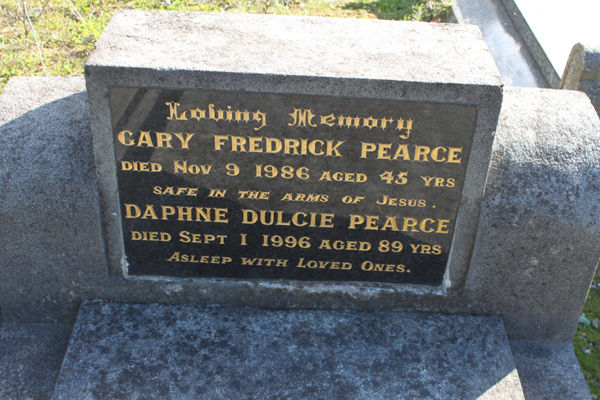 Loving Memory
GARY FREDRICK PEARCE
DIED NOV 9 1986 AGED 45 YRS
SAFE IN THE ARMS OF JESUS.
DAPHNE DULCIE PEARCE
DIED SEPT 1 1996 AGED 89 YRS
ASLEEP WITH LOVED ONES.